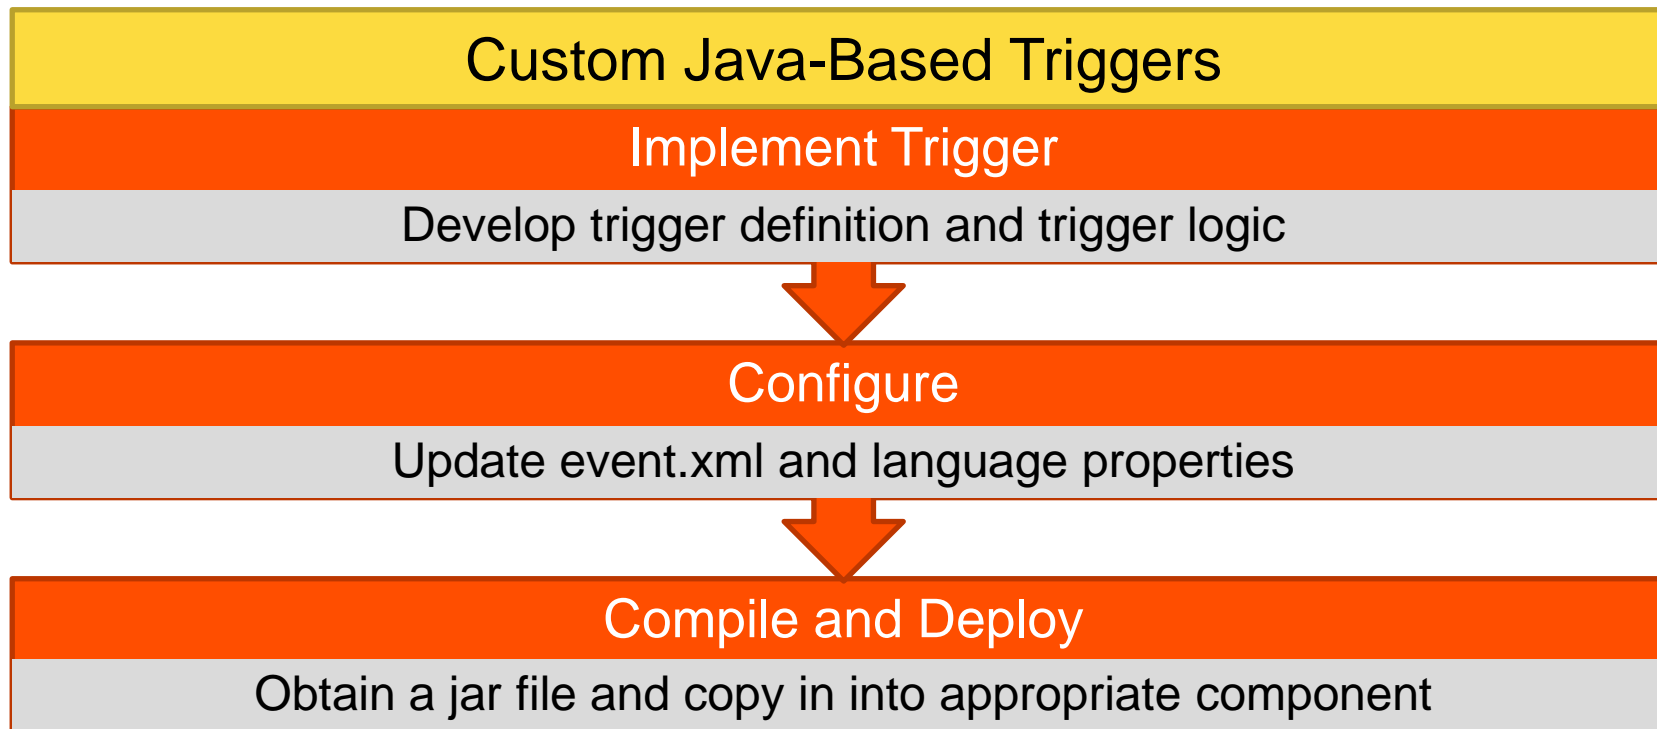 Custom Java-Based Triggers
Implement Trigger
Develop trigger definition and trigger logic
Configure
Update event.xml and language properties
Compile and Deploy
Obtain a jar file and copy in into appropriate component